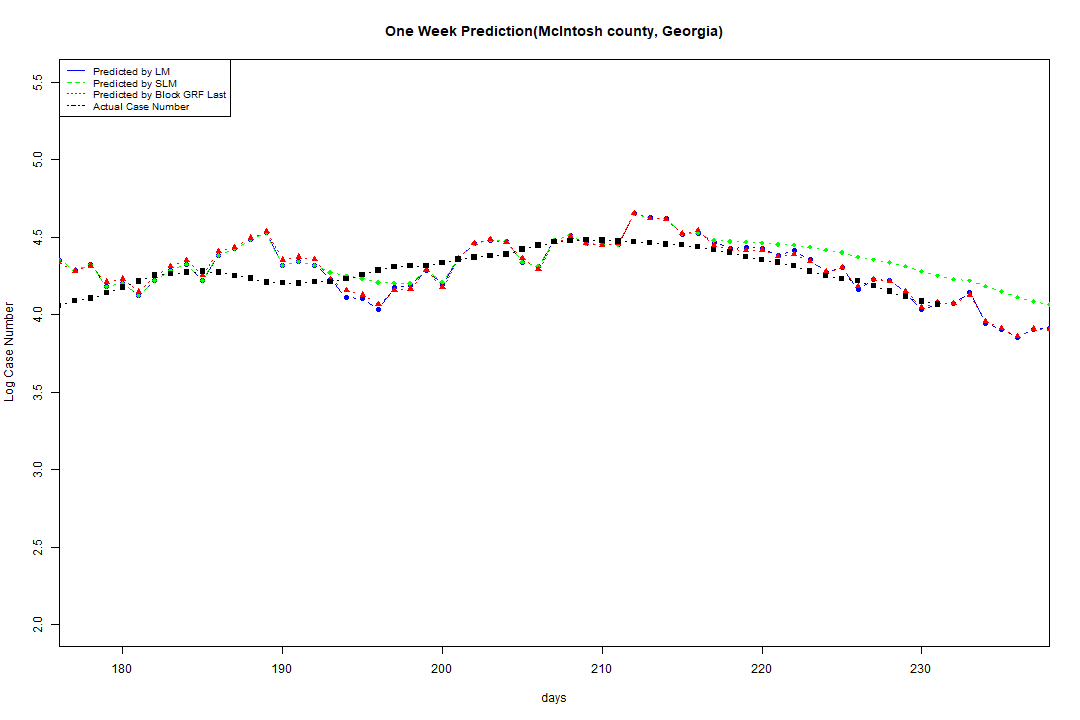 One Week Prediction(McIntosh county, Georgia)
Predicted by LM
Predicted by SLM
Predicted by Block GRF Last
Actual Case Number
5.5
5.0
4.5
4.0
3.5
3.0
2.5
2.0
Log Case Number
180 190 200 210 220 230
days